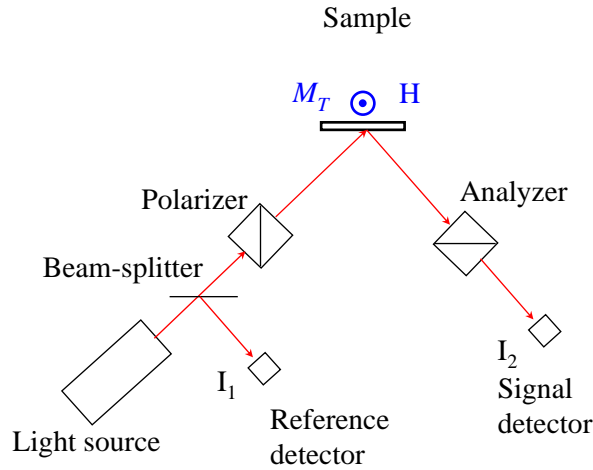 Sample
M_T H
Polarizer
Analyzer
Beam-splitter
I_1
I_2
Signal
detector
Reference
detector
Light source